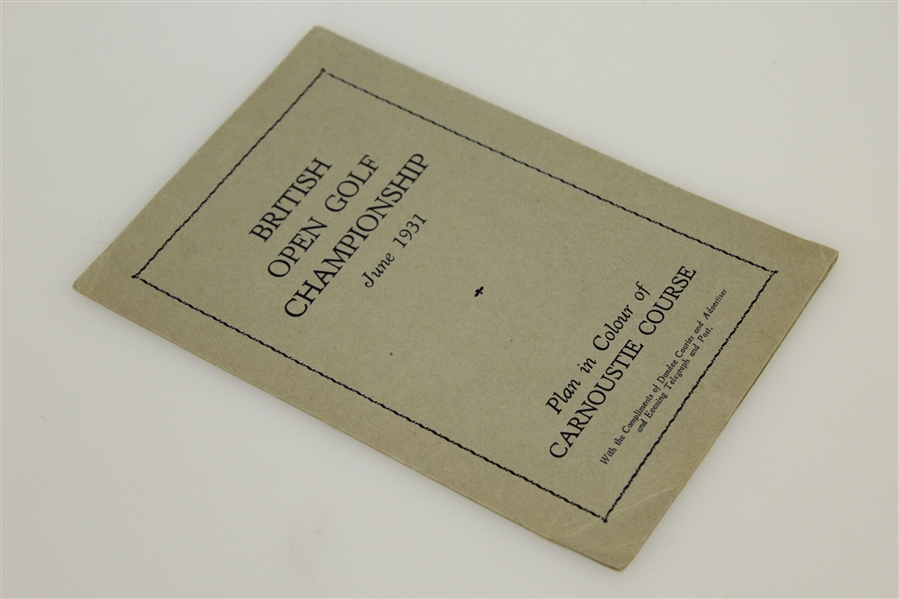 BRITISH
OPEN GOLF
CHAMPIONSHIP
June 1931
Plan in Colour of
CARNOUSTIE COURSE
With the Compliments of Dundee Courier and Advertiser
and Evening Telegraph and Post.